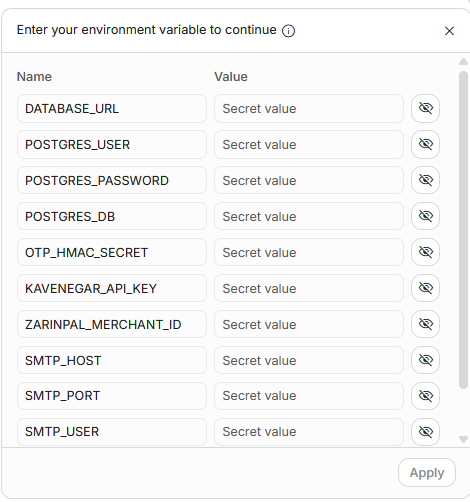 Enter your environment variable to continue
Name Value
DATABASE_URL Secret value
POSTGRES_USER Secret value
POSTGRES_PASSWORD Secret value
POSTGRES_DB Secret value
OTP_HMAC_SECRET Secret value
KAVENEGAR_API_KEY Secret value
ZARINPAL_MERCHANT_ID Secret value
SMTP_HOST Secret value
SMTP_PORT Secret value
SMTP_USER Secret value
Apply